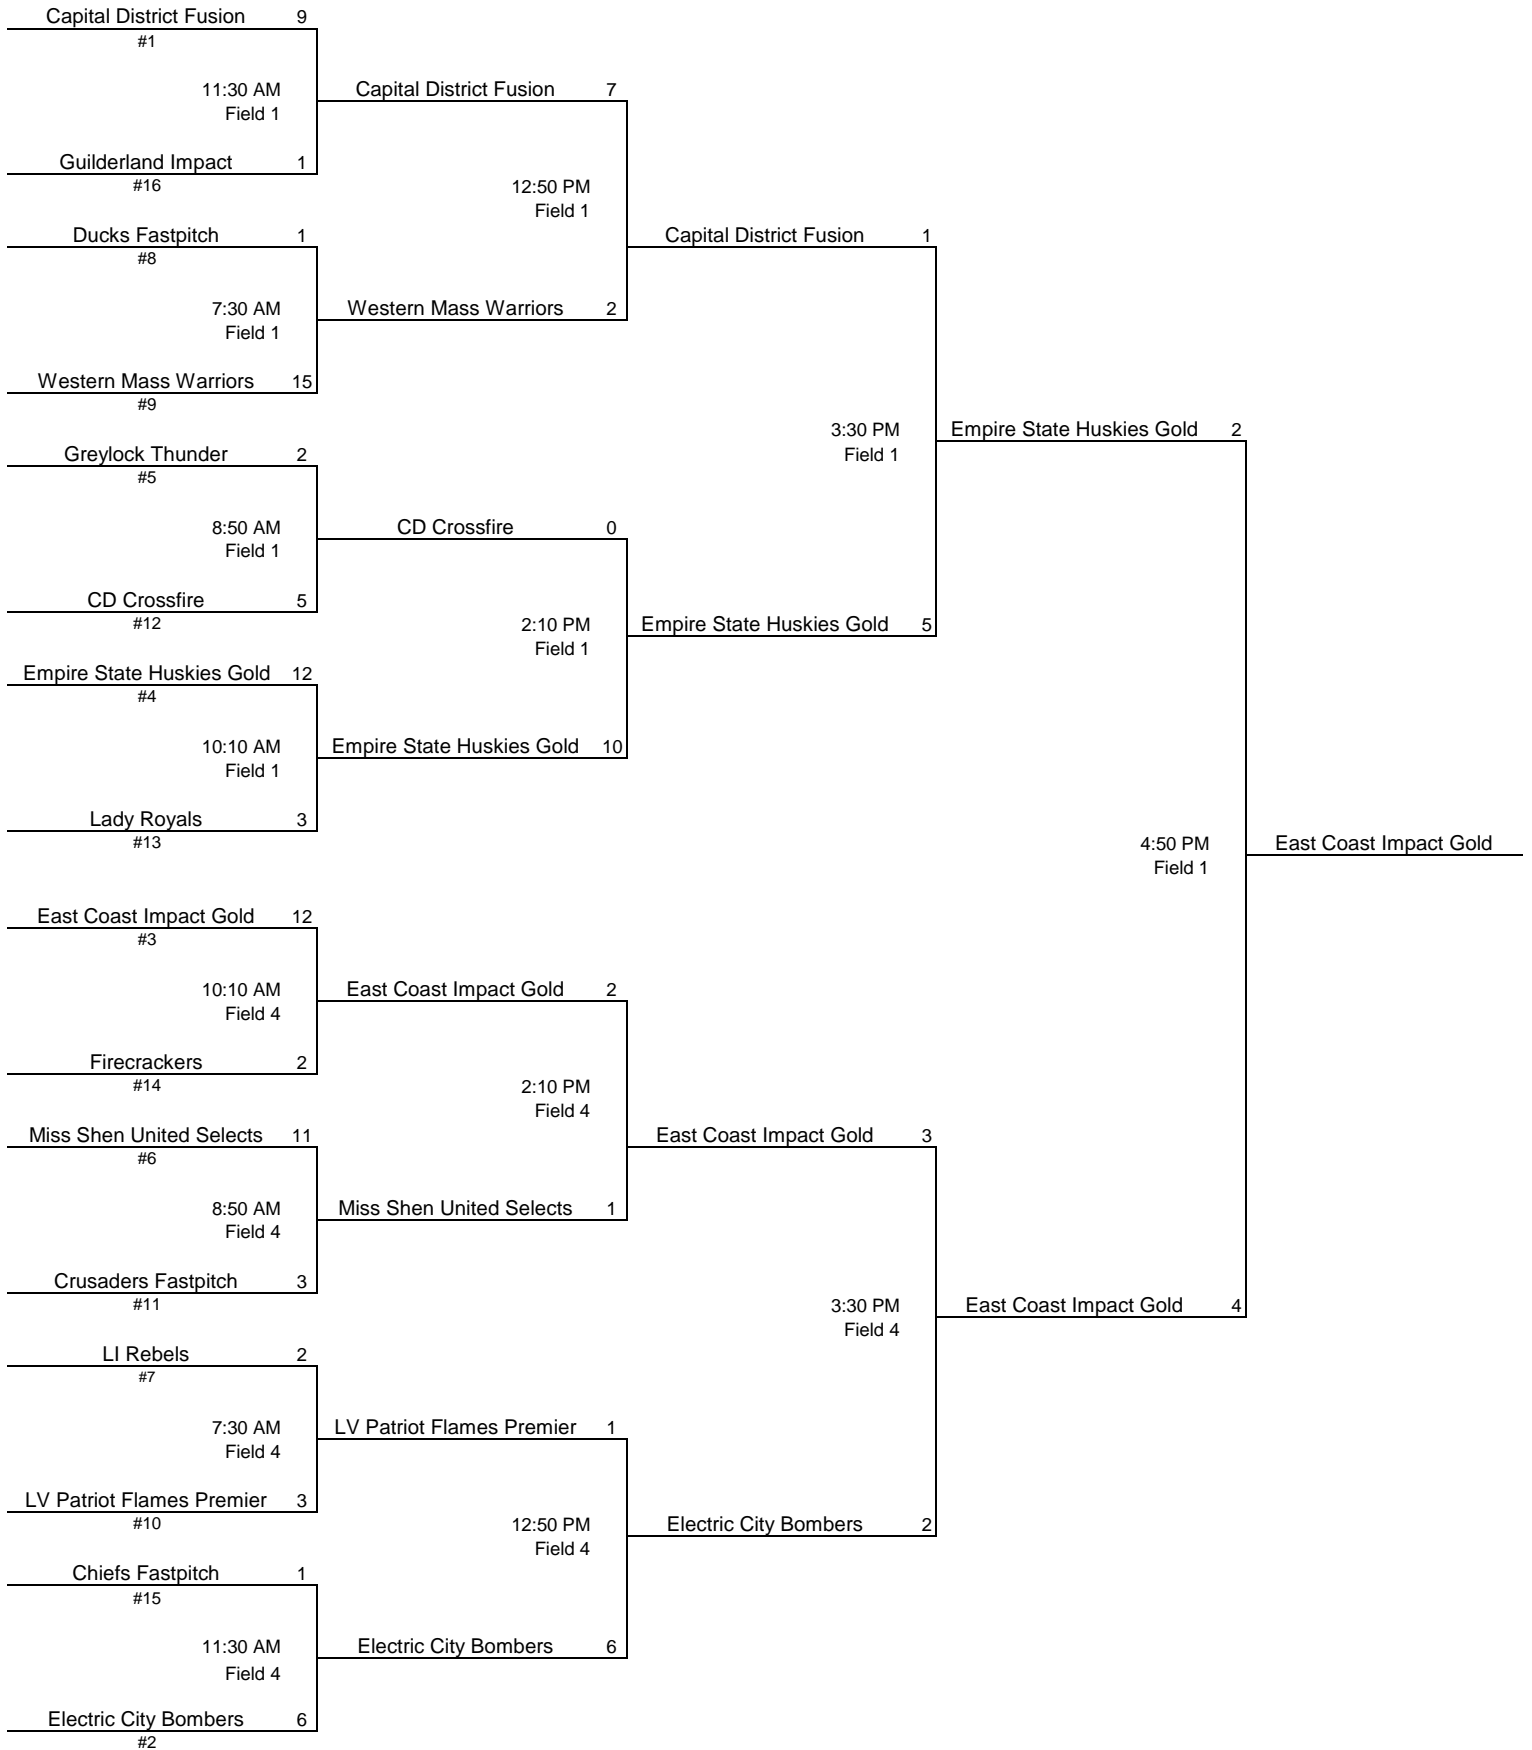 Capital District Fusion 9
#1
11:30 AM
Field 1
Guilderland Impact 1
#16
Ducks Fastpitch 1
#8
7:30 AM
Field 1
Western Mass Warriors 15
#9
Greylock Thunder 2
#5
8:50 AM
Field 1
CD Crossfire 5
#12
Empire State Huskies Gold 12
#4
10:10 AM
Field 1
Lady Royals 3
#13
East Coast Impact Gold 12
#3
10:10 AM
Field 4
Firecrackers 2
#14
Miss Shen United Selects 11
#6
8:50 AM
Field 4
Crusaders Fastpitch 3
#11
LI Rebels 2
#7
7:30 AM
Field 4
LV Patriot Flames Premier 3
#10
Chiefs Fastpitch 1
#15
11:30 AM
Field 4
Electric City Bombers 6
#2
Capital District Fusion 7
12:50 PM
Field 1
Western Mass Warriors 2
CD Crossfire 0
2:10 PM
Field 1
Empire State Huskies Gold 10
East Coast Impact Gold 2
2:10 PM
Field 4
Miss Shen United Selects 1
LV Patriot Flames Premier 1
12:50 PM
Field 4
Electric City Bombers 6
Capital District Fusion 1
3:30 PM
Field 1
Empire State Huskies Gold 5
East Coast Impact Gold 3
3:30 PM
Field 4
Electric City Bombers 2
Empire State Huskies Gold 2
4:50 PM
Field 1
East Coast Impact Gold 4
East Coast Impact Gold